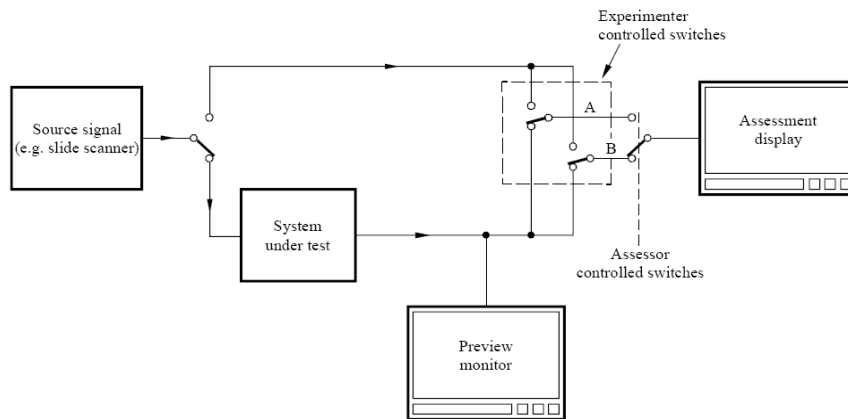 Experimenter
controlled switches
Source signal
(e.g. slide scanner)
A
B
Assessment
display
System
under test
Assessor
controlled switches
Preview
monitor